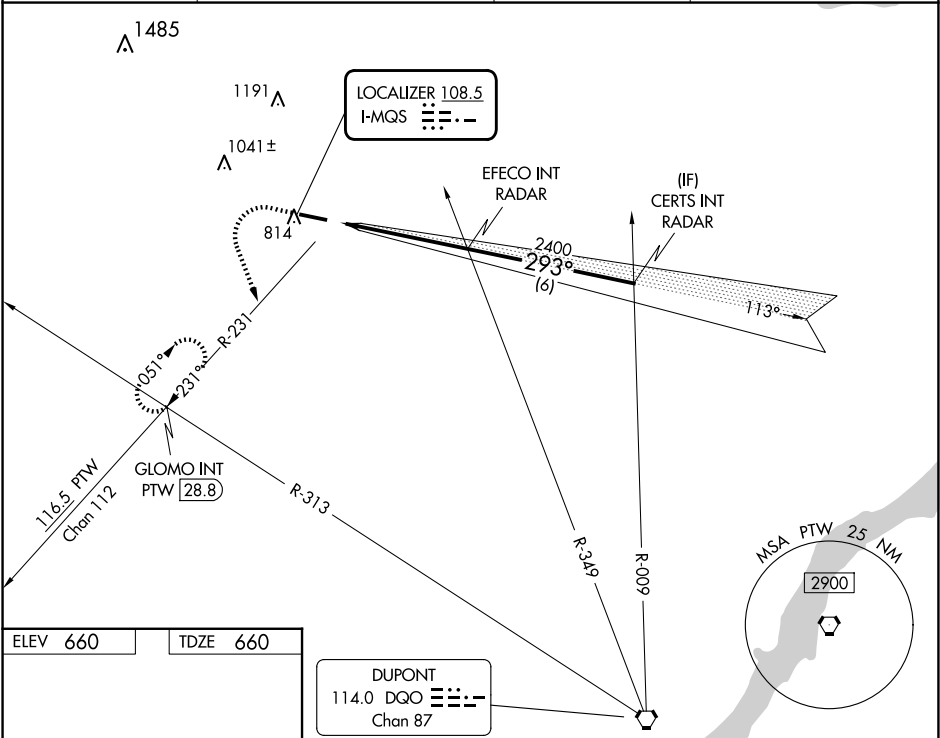 1485
1191
1041±
814
LOCALIZER 108.5
I-MQS
EFECO INT
RADAR
(IF)
CERTS INT
RADAR
2400
293°
(6)
113°
R-231
051°
231°
GLOMO INT
PTW 28.8
116.5 PTW
Chan 112
R-313
R-349
R-009
MSA PTW 25 NM
2900
ELEV 660
TDZE 660
DUPONT
114.0 DQO
Chan 87